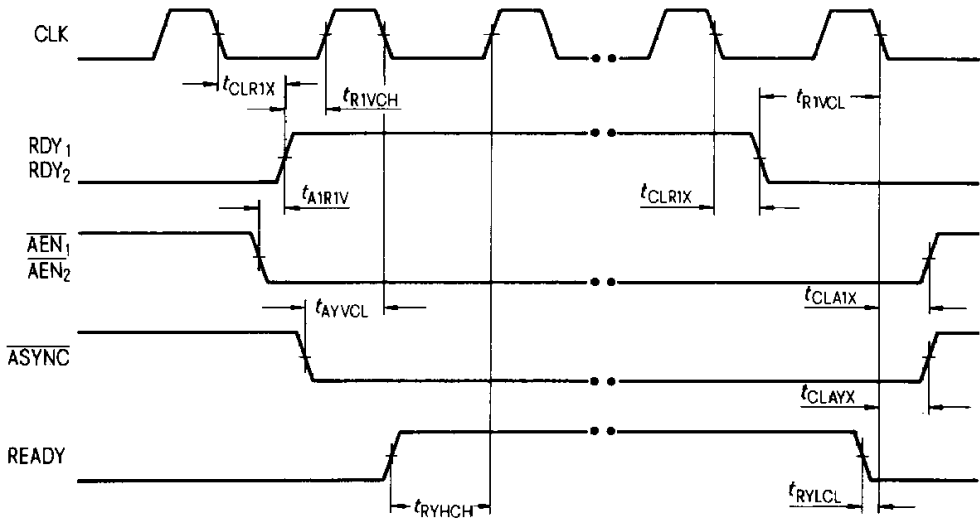 CLK
tCLR1X
tR1VCH
tR1VCL
RDY1
RDY2
tA1R1V
tCLR1X
AEN1
AEN2
tAYVCL
tCLA1X
ASYNC
tCLAYX
READY
tRYHCH
tRYLCL